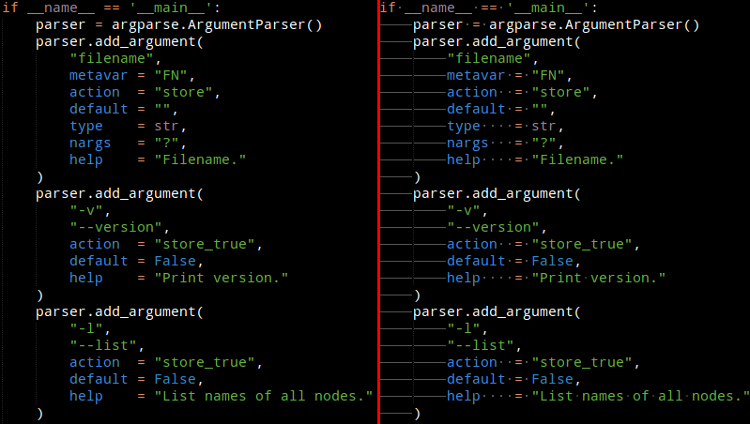 if __name__ == '__main__':
    parser = argparse.ArgumentParser()
    parser.add_argument(
        "filename",
        metavar = "FN",
        action  = "store",
        default = "",
        type    = str,
        nargs   = "?",
        help    = "Filename."
    )
    parser.add_argument(
        "-v",
        "--version",
        action  = "store_true",
        default = False,
        help    = "Print version."
    )
    parser.add_argument(
        "-l",
        "--list",
        action  = "store_true",
        default = False,
        help    = "List names of all nodes."
    )
if·__name__·==·'__main__':
————parser·=·argparse.ArgumentParser()
————parser.add_argument(
————————"filename",
————————metavar·=·"FN",
————————action··=·"store",
————————default·=·"",
————————type····=·str,
————————nargs···=·"?",
————————help····=·"Filename."
————)
————parser.add_argument(
————————"-v",
————————"--version",
————————action··=·"store_true",
————————default·=·False,
————————help····=·"Print·version."
————)
————parser.add_argument(
————————"-l",
————————"--list",
————————action··=·"store_true",
————————default·=·False,
————————help····=·"List·names·of·all·nodes."
————)